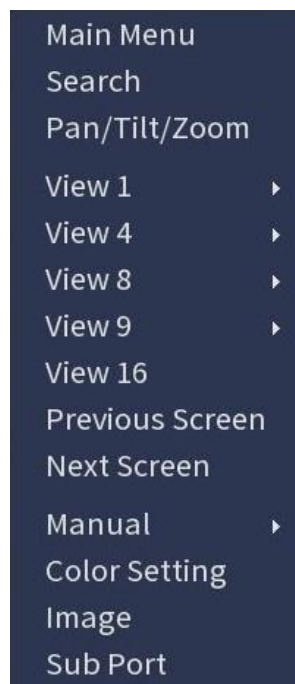 Main Menu
Search
Pan/Tilt/Zoom
View 1
View 4
View 8
View 9
View 16
Previous Screen
Next Screen
Manual
Color Setting
Image
Sub Port